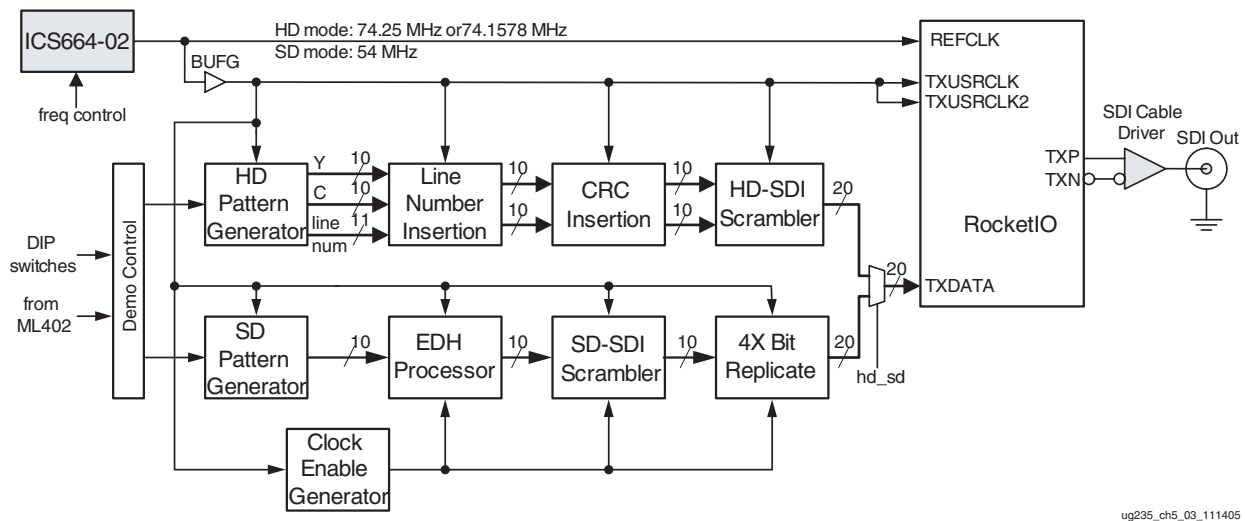 ICS664-02
HD mode: 74.25 MHz or74.1578 MHz
SD mode: 54 MHz
REFCLK
BUFG
TXUSRCLK
TXUSRCLK2
freq control
SDI Cable
Driver
SDI Out
TXP
TXN
RocketIO
TXDATA
HD
Pattern
Generator
Y
10
C
10
line
num
11
Line
Number
Insertion
10
10
CRC
Insertion
10
10
HD-SDI
Scrambler
20
20
hd_sd
DIP
switches
from
ML402
Demo Control
SD
Pattern
Generator
10
EDH
Processor
10
SD-SDI
Scrambler
10
4X Bit
Replicate
20
Clock
Enable
Generator
ug235_ch5_03_111405